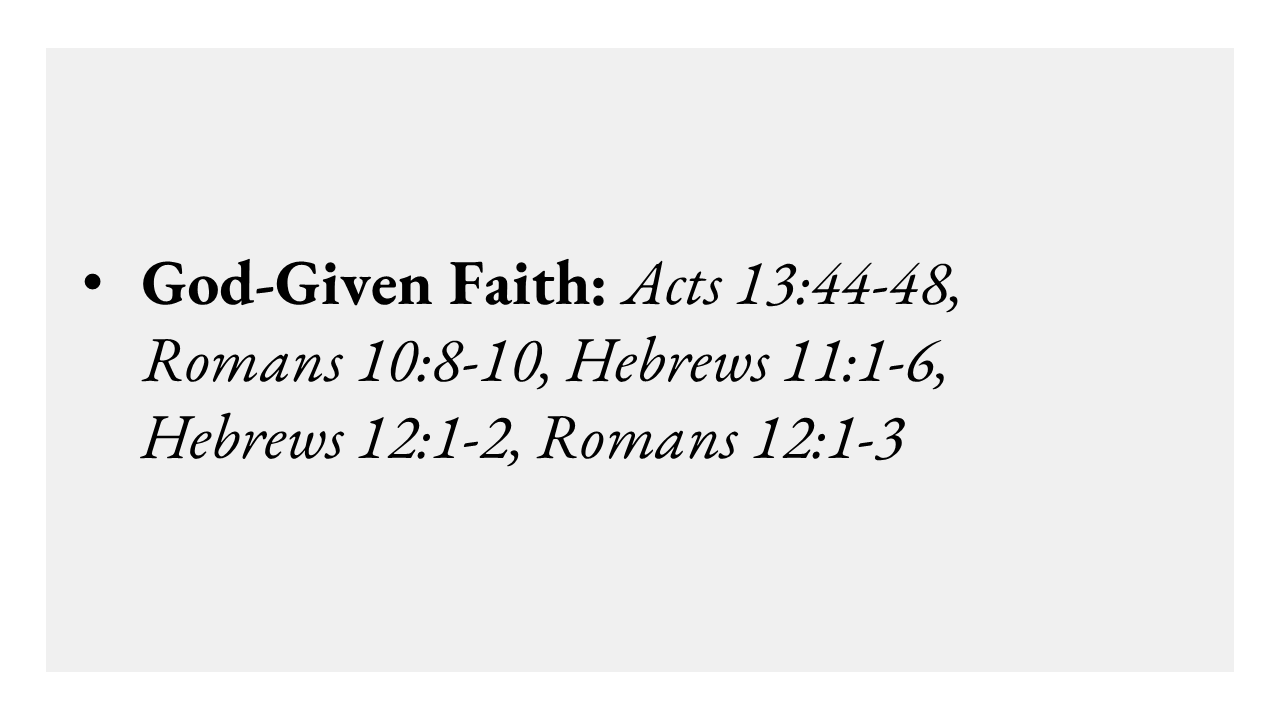 • God-Given Faith: Acts 13:44-48,
Romans 10:8-10, Hebrews 11:1-6,
Hebrews 12:1-2, Romans 12:1-3